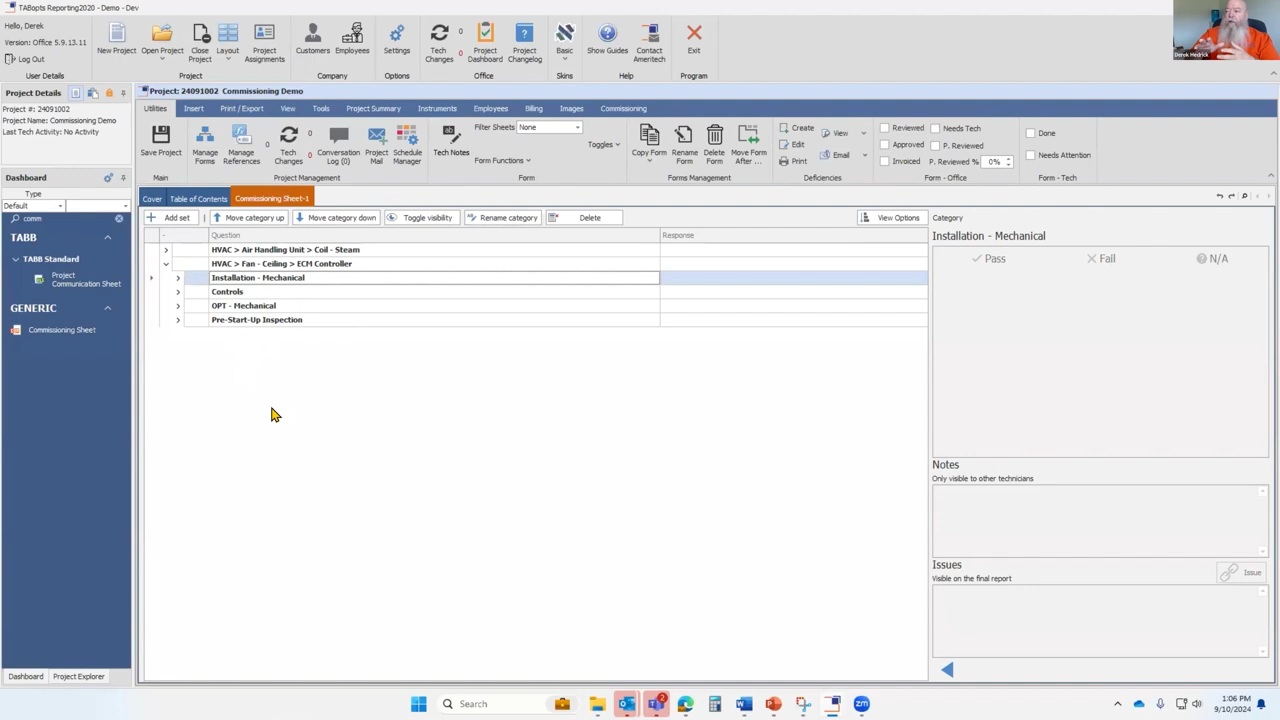 TABopts Reporting2020 - Demo - Dev
Hello, Derek
Version: Office 5.9.13.11
Log Out
User Details
New Project
Open Project
Close Project
Layout
Project Assignments
Project
Customers
Employees
Company
Settings
Options
Tech Changes
0
0
Project Dashboard
Project Changelog
Office
Basic
Skins
Show Guides
Contact Ameritech
Help
Exit
Program
Derek Hedrick
Project Details
Project #: 24091002
Project Name: Commissioning Demo
Last Tech Activity: No Activity
Dashboard
Type
Default
comm
TABB
TABB Standard
Project Communication Sheet
GENERIC
Commissioning Sheet
Dashboard
Project Explorer
Project: 24091002 Commissioning Demo
Utilities
Insert
Print / Export
View
Tools
Project Summary
Instruments
Employees
Billing
Images
Commissioning
Save Project
Main
Manage Forms
Manage References
0
Tech Changes
0
0
Conversation Log (0)
Project Mail
Schedule Manager
Project Management
Tech Notes
Filter Sheets
None
Form Functions
Toggles
Form
Copy Form
Rename Form
Delete Form
Move Form After ...
Forms Management
Create
Edit
Print
View
Email
Deficiencies
Reviewed
Approved
Invoiced
Needs Tech
P. Reviewed
P. Reviewed %
0%
Form - Office
Done
Needs Attention
Form - Tech
Cover
Table of Contents
Commissioning Sheet-1
Add set
Move category up
Move category down
Toggle visibility
Rename category
Delete
View Options
Question
Response
HVAC > Air Handling Unit > Coil - Steam
HVAC > Fan - Ceiling > ECM Controller
Installation - Mechanical
Controls
OPT - Mechanical
Pre-Start-Up Inspection
Category
Installation - Mechanical
Pass
Fail
N/A
Notes
Only visible to other technicians
Issues
Visible on the final report
Issue
Search
2
zm
1:06 PM
9/10/2024